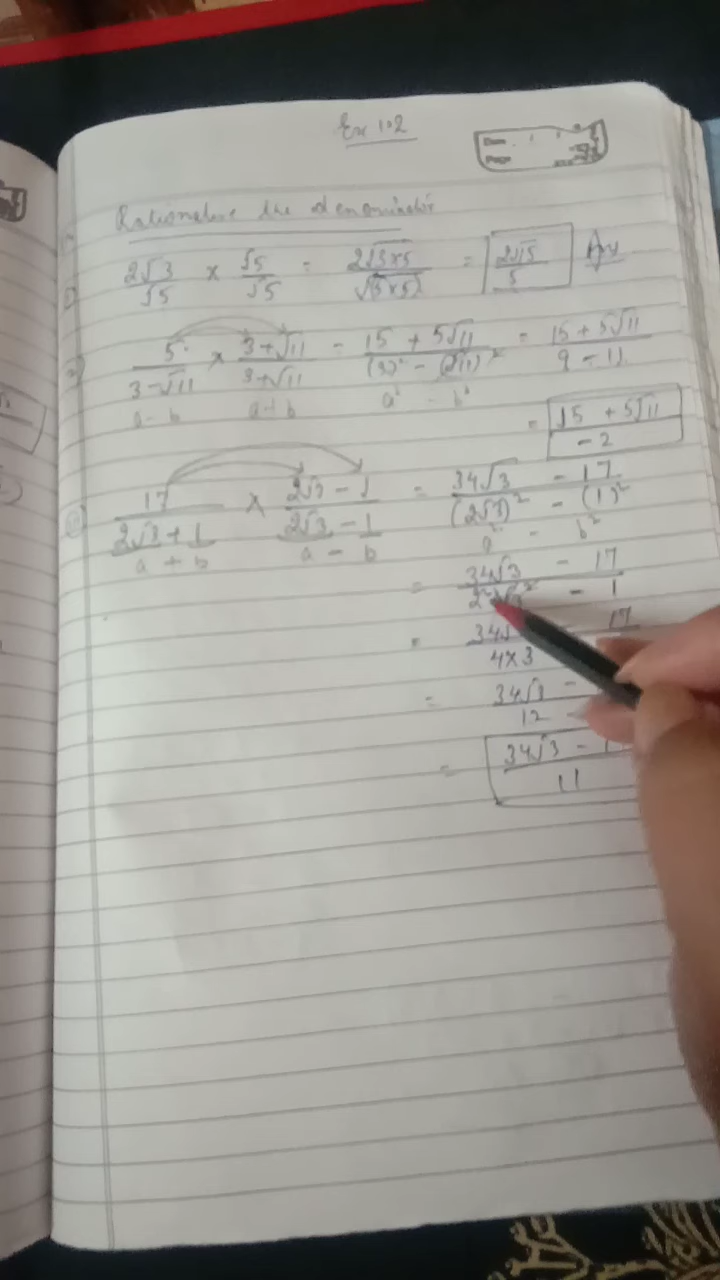 Ex 1.2
Rationalise the denominator
2√3/√5 × √5/√5 = 2√3×5/√(5×5) = 2√15/5 Ans
5/3-√11 × 3+√11/3+√11 = 15 + 5√11/(3)² - (√11)² = 15 + 5√11/9 - 11
a - b a + b a² - b²
= 15 + 5√11/-2
17/2√3 + 1 × 2√3 - 1/2√3 - 1 = 34√3 - 17/(2√3)² - (1)²
a + b a - b a² - b²
= 34√3 - 17/2²√3² - 1
= 34√ 17/4×3
= 34√3 -/12
= 34√3 -/11